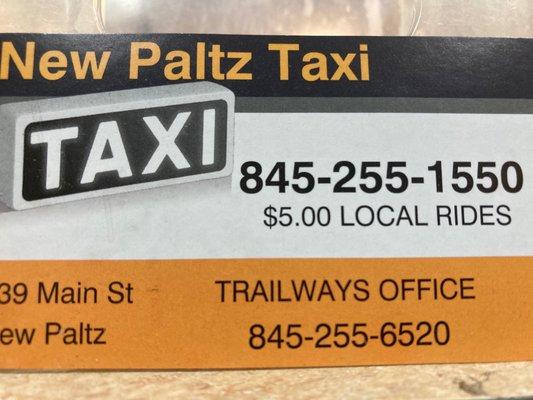 New Paltz Taxi
TAXI
845-255-1550
$5.00 LOCAL RIDES
39 Main St
ew Paltz
TRAILWAYS OFFICE
845-255-6520